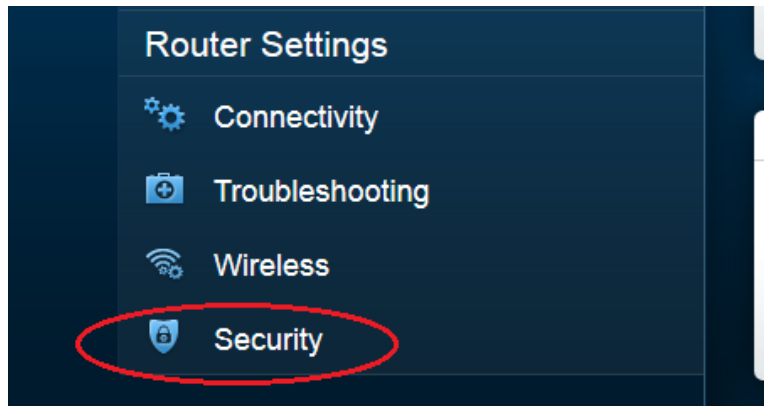 Router Settings
Connectivity
Troubleshooting
Wireless
Security